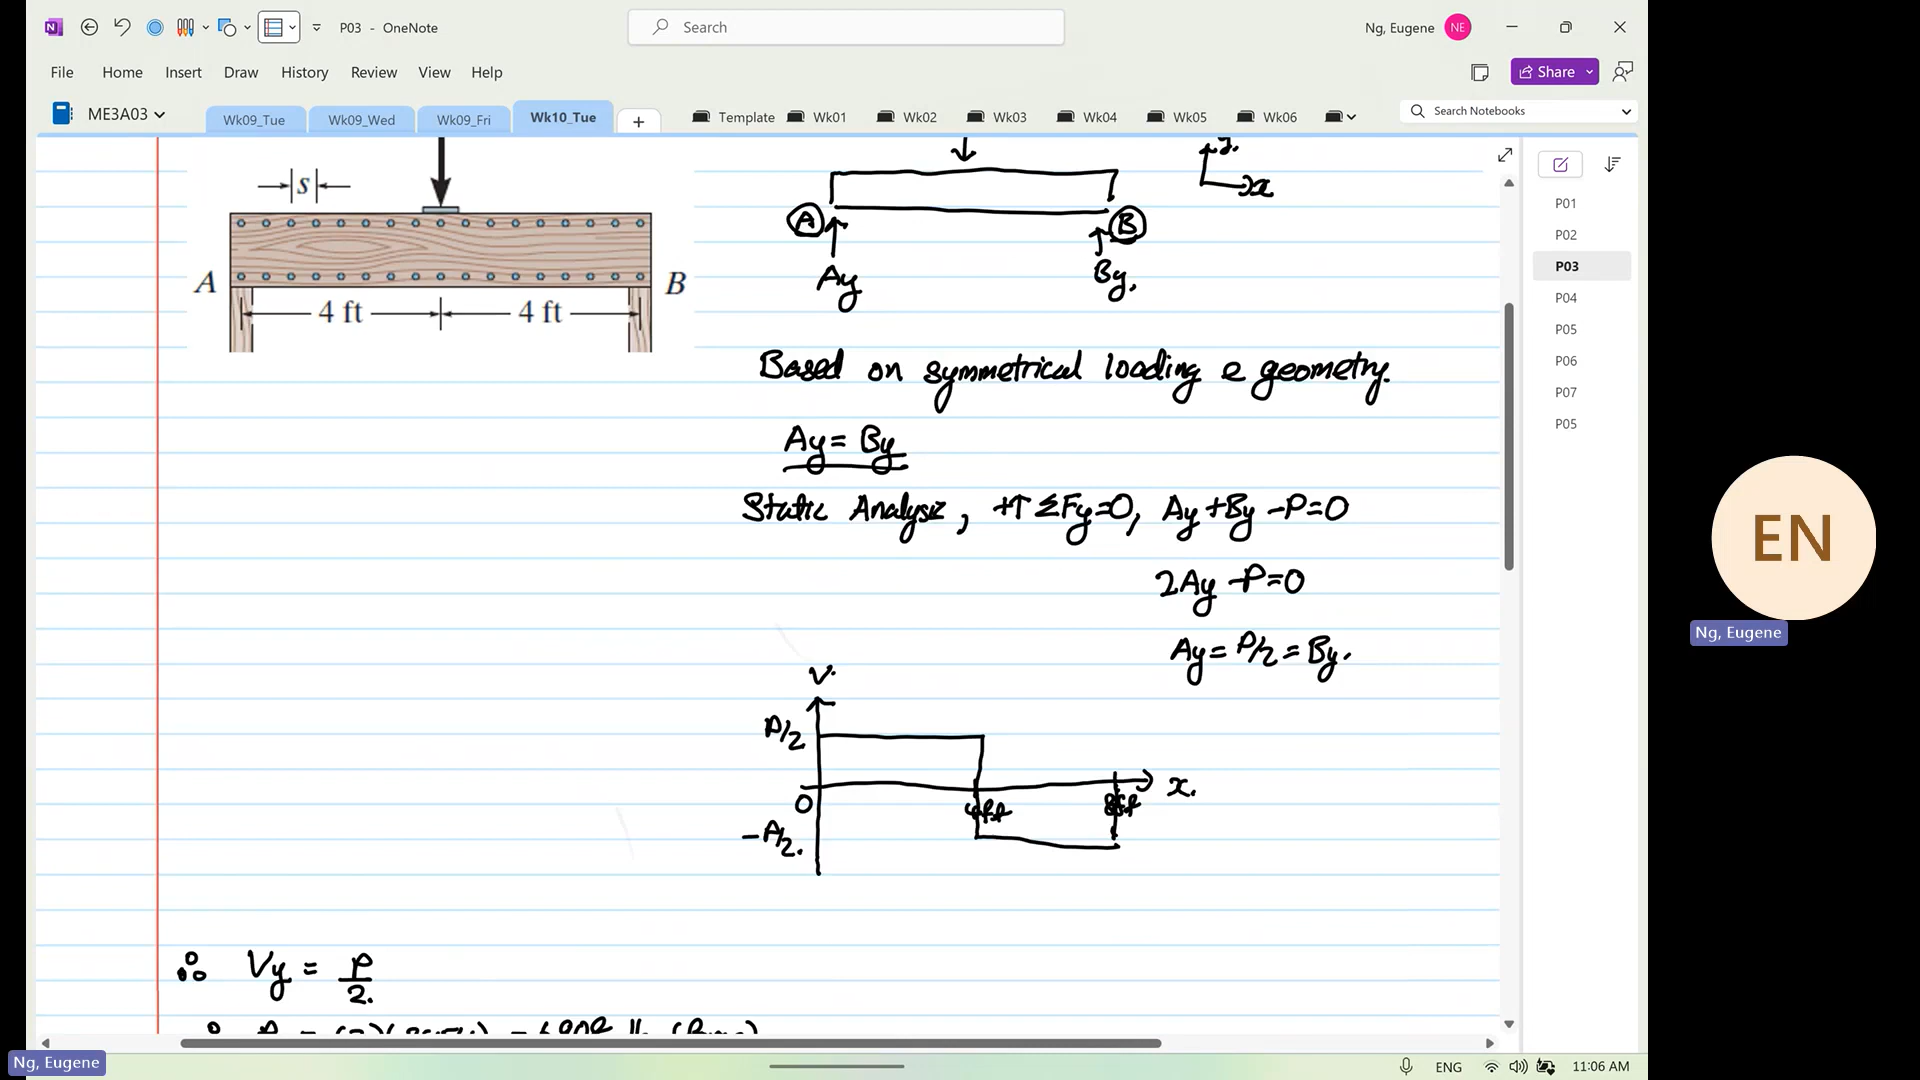 P03 - OneNote
Search
Ng, Eugene
NE
File Home Insert Draw History Review View Help
Share
ME3A03
Wk09_Tue
Wk09_Wed
Wk09_Fri
Wk10_Tue
+
Template
Wk01
Wk02
Wk03
Wk04
Wk05
Wk06
Search Notebooks
P01
P02
P03
P04
P05
P06
P07
P05
s
A
B
4 ft
4 ft
y.
x
A
B
Ay
By.
Based on symmetrical loading e geometry.
Ay = By
Static Analysis, +↑ ΣFy=0, Ay+By-P=0
2Ay-P=0
Ay = P/2 = By.
V.
P/2
0
4ft
8ft
x.
-P/2.
∴ Vy = P/2.
EN
Ng, Eugene
Ng, Eugene
ENG
11:06 AM